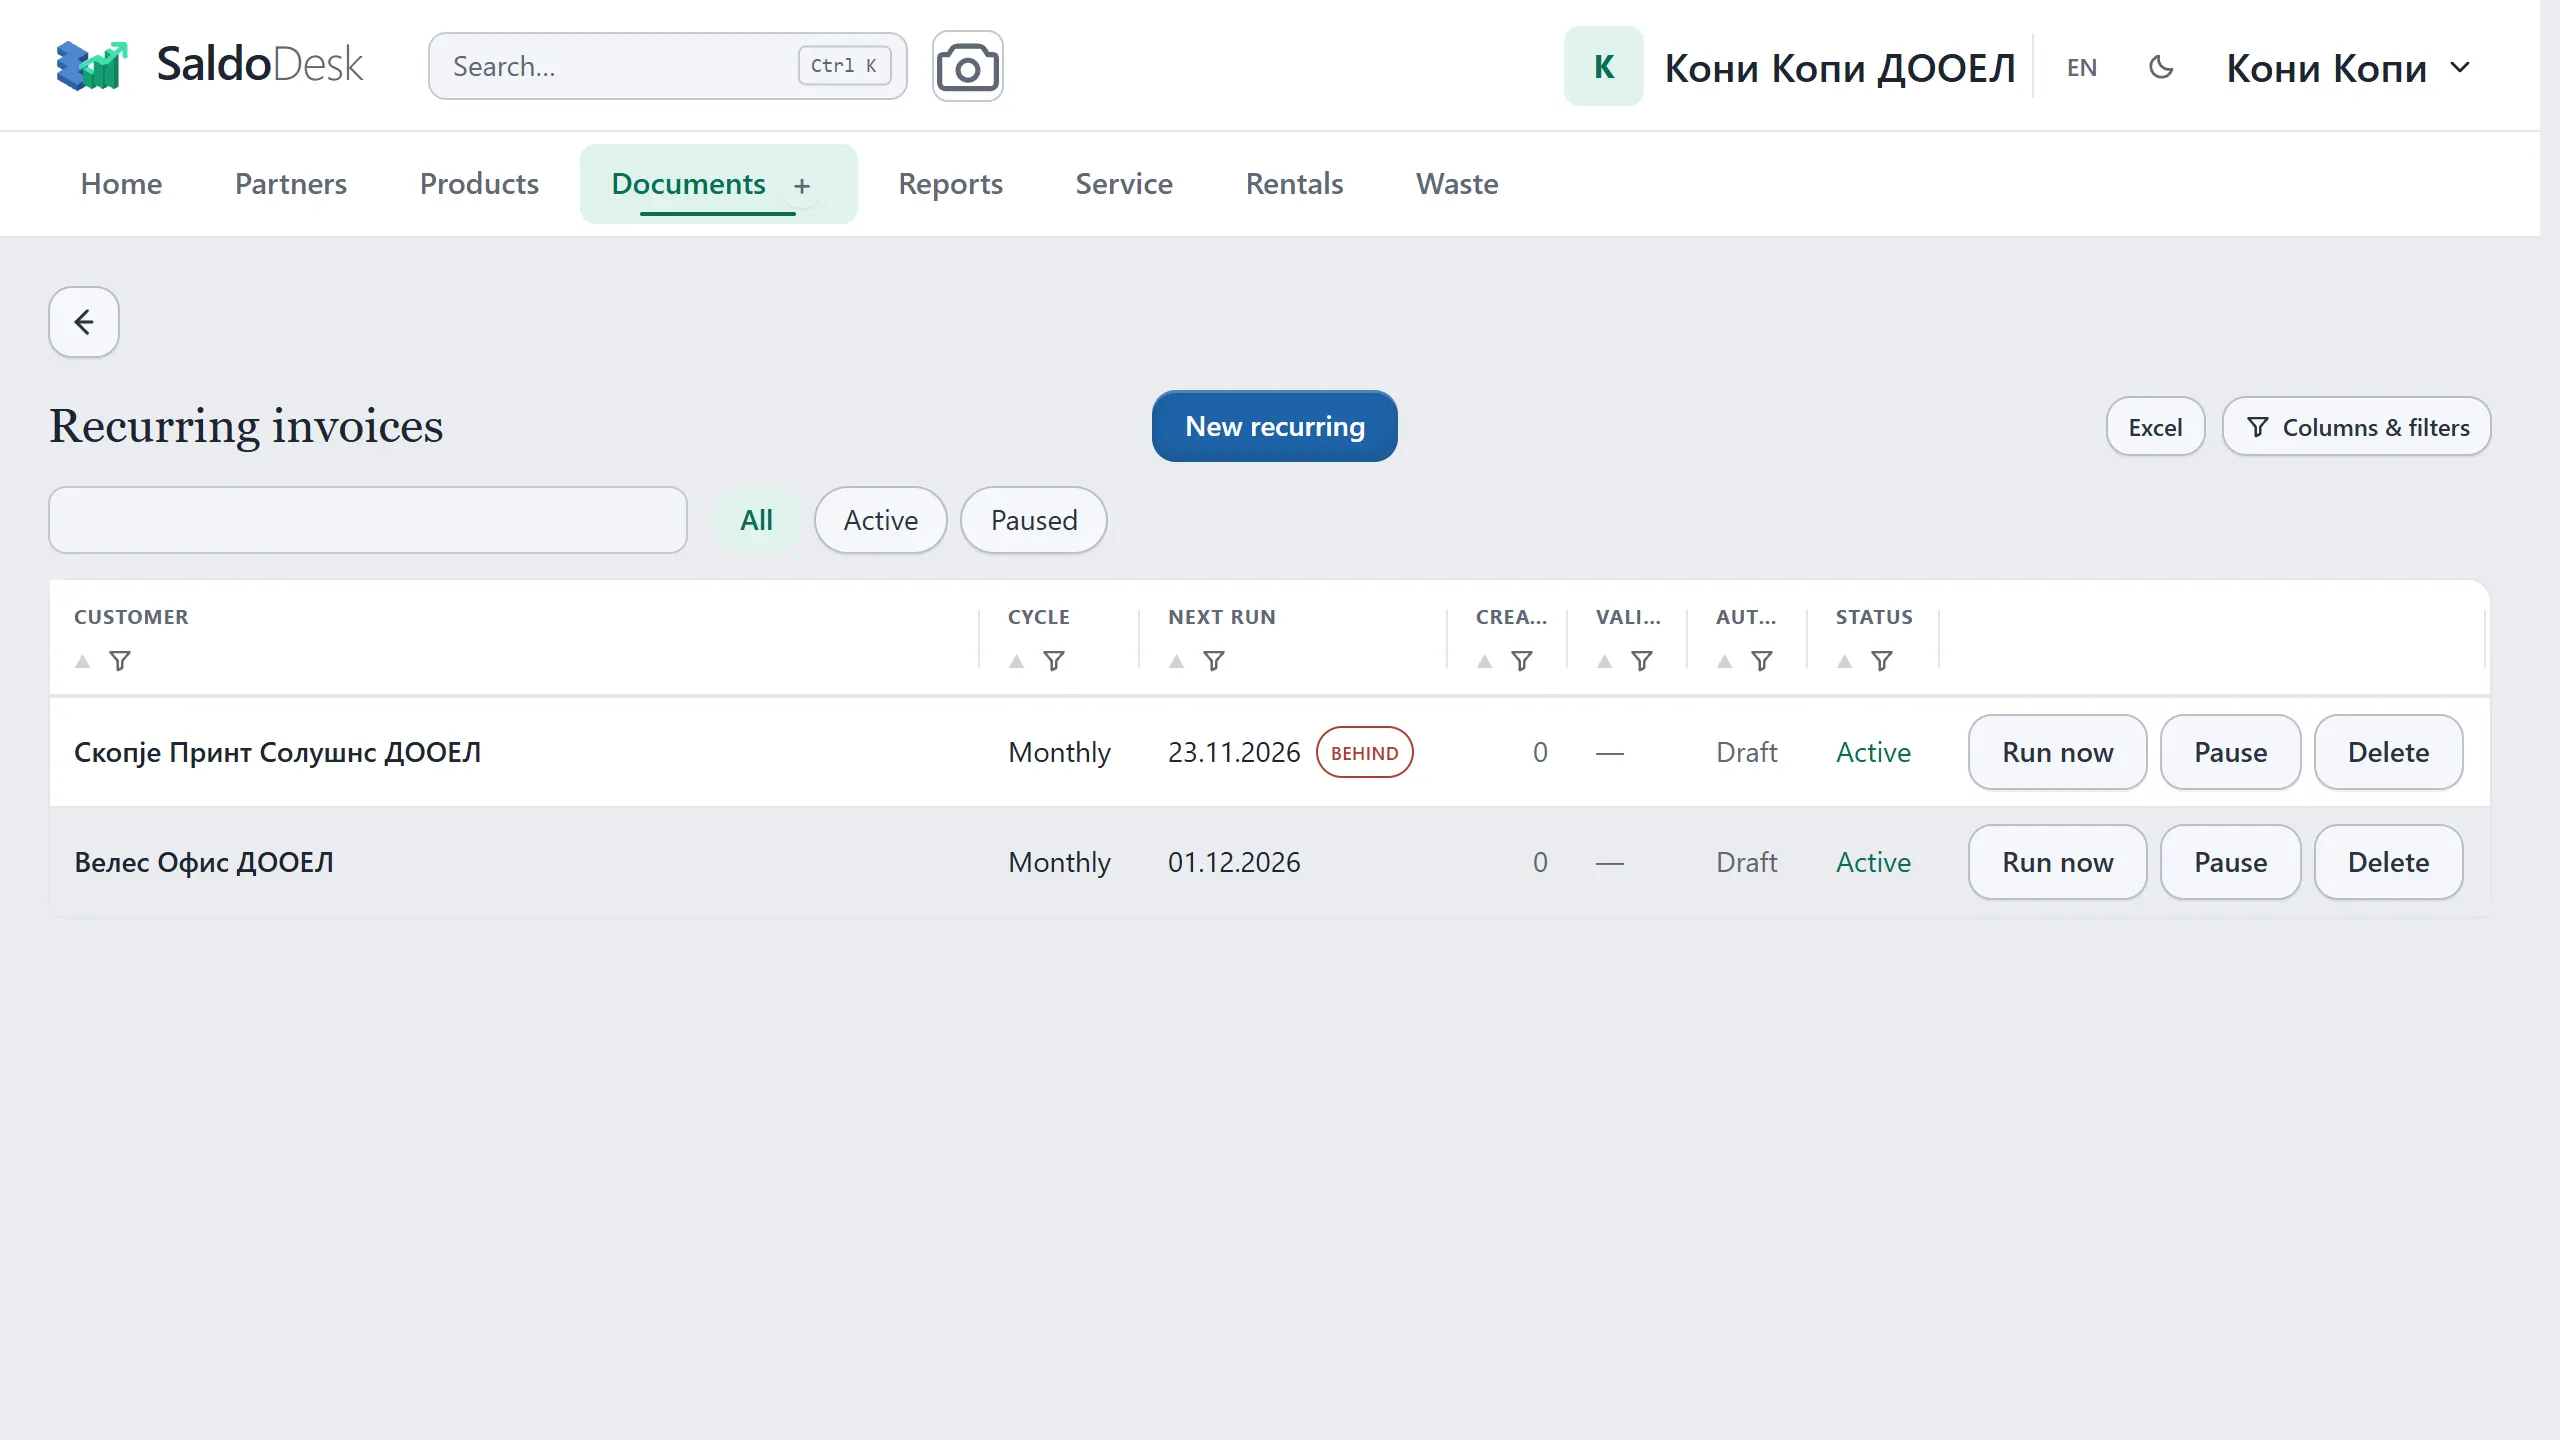 SaldoDesk
Search...
Ctrl K
K
Кони Копи ДООЕЛ
EN
Кони Копи
Home
Partners
Products
Documents +
Reports
Service
Rentals
Waste
Recurring invoices
New recurring
Excel
Columns & filters
All
Active
Paused
CUSTOMER
CYCLE
NEXT RUN
CREA...
VALI...
AUT...
STATUS
Скопје Принт Солушнс ДООЕЛ
Monthly
23.11.2026
BEHIND
0
—
Draft
Active
Run now
Pause
Delete
Велес Офис ДООЕЛ
Monthly
01.12.2026
0
—
Draft
Active
Run now
Pause
Delete